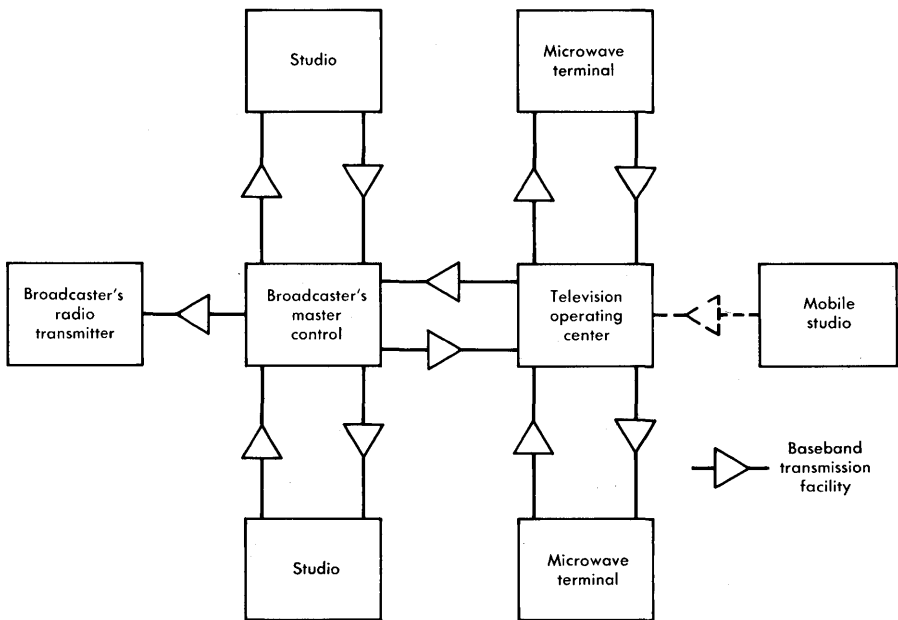 Studio
Microwave
terminal
Broadcaster's
radio
transmitter
Broadcaster's
master
control
Television
operating
center
Mobile
studio
Baseband
transmission
facility
Studio
Microwave
terminal